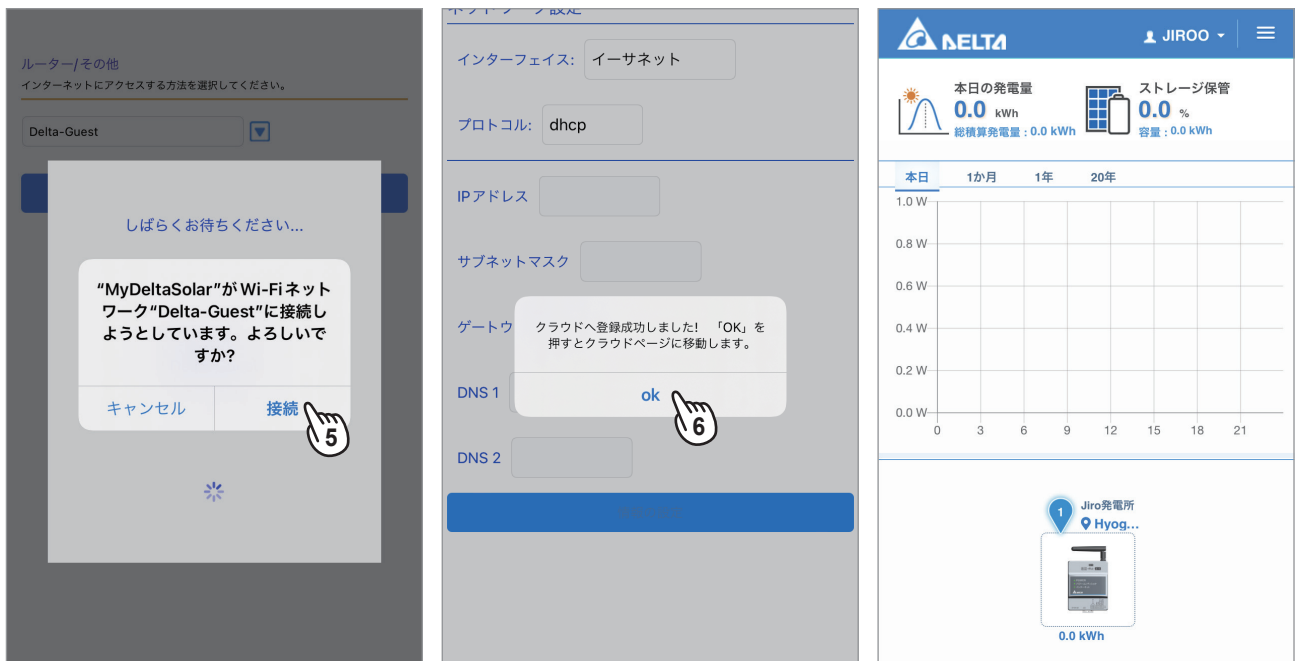 ルーター/その他
インターネットにアクセスする方法を選択してください。
Delta-Guest
しばらくお待ちください...
“MyDeltaSolar”が Wi-Fi ネット
ワーク“Delta-Guest”に接続し
ようとしています。よろしいで
すか?
キャンセル
接続
5
ネットワーク設定
インターフェイス: イーサネット
プロトコル: dhcp
IPアドレス
サブネットマスク
ゲートウ
クラウドへ登録成功しました! 「OK」を
押すとクラウドページに移動します。
ok
6
DNS 1
DNS 2
DELTA
JIROO
本日の発電量
0.0 kWh
総積算発電量 : 0.0 kWh
ストレージ保管
0.0 %
容量 : 0.0 kWh
本日 1か月 1年 20年
1.0 W
0.8 W
0.6 W
0.4 W
0.2 W
0.0 W
0 3 6 9 12 15 18 21
1
Jiro発電所
Hyog...
0.0 kWh